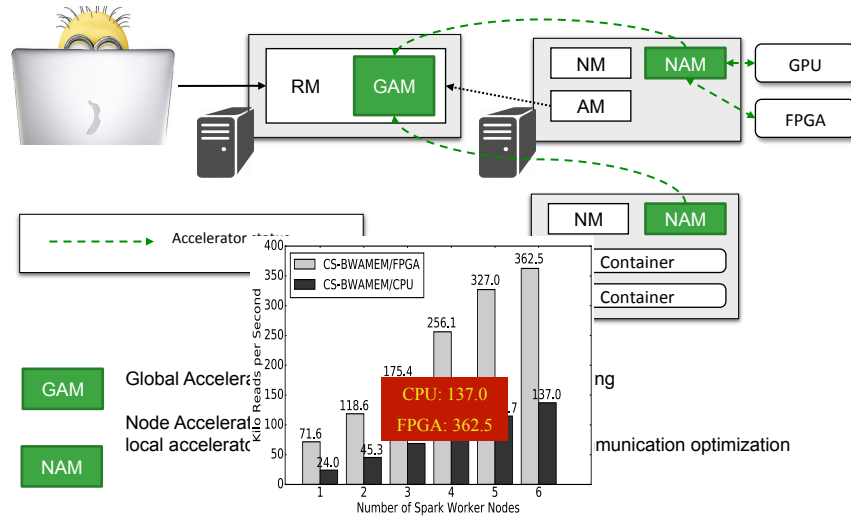 RM
GAM
NM
NAM
AM
GPU
FPGA
NM
NAM
Container
Container
Accelerator status
GAM
Global Accelerat
ng
NAM
Node Accelerat
local accelerato
munication optimization
Kilo Reads per Second
400
350
300
250
200
150
100
50
0
CS-BWAMEM/FPGA
CS-BWAMEM/CPU
71.6
24.0
118.6
45.3
175.4
256.1
327.0
.7
362.5
137.0
CPU: 137.0
FPGA: 362.5
1 2 3 4 5 6
Number of Spark Worker Nodes